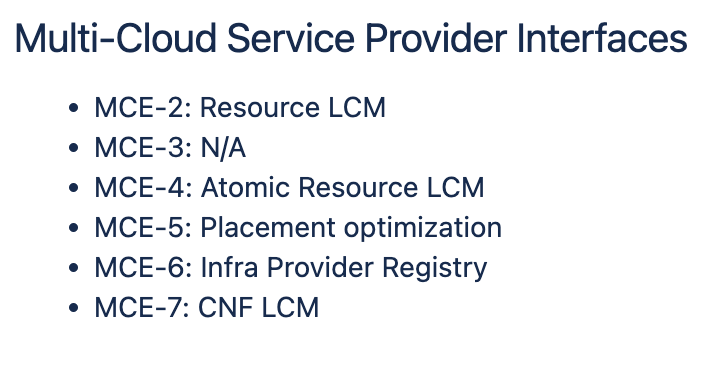 Multi-Cloud Service Provider Interfaces
• MCE-2: Resource LCM
• MCE-3: N/A
• MCE-4: Atomic Resource LCM
• MCE-5: Placement optimization
• MCE-6: Infra Provider Registry
• MCE-7: CNF LCM